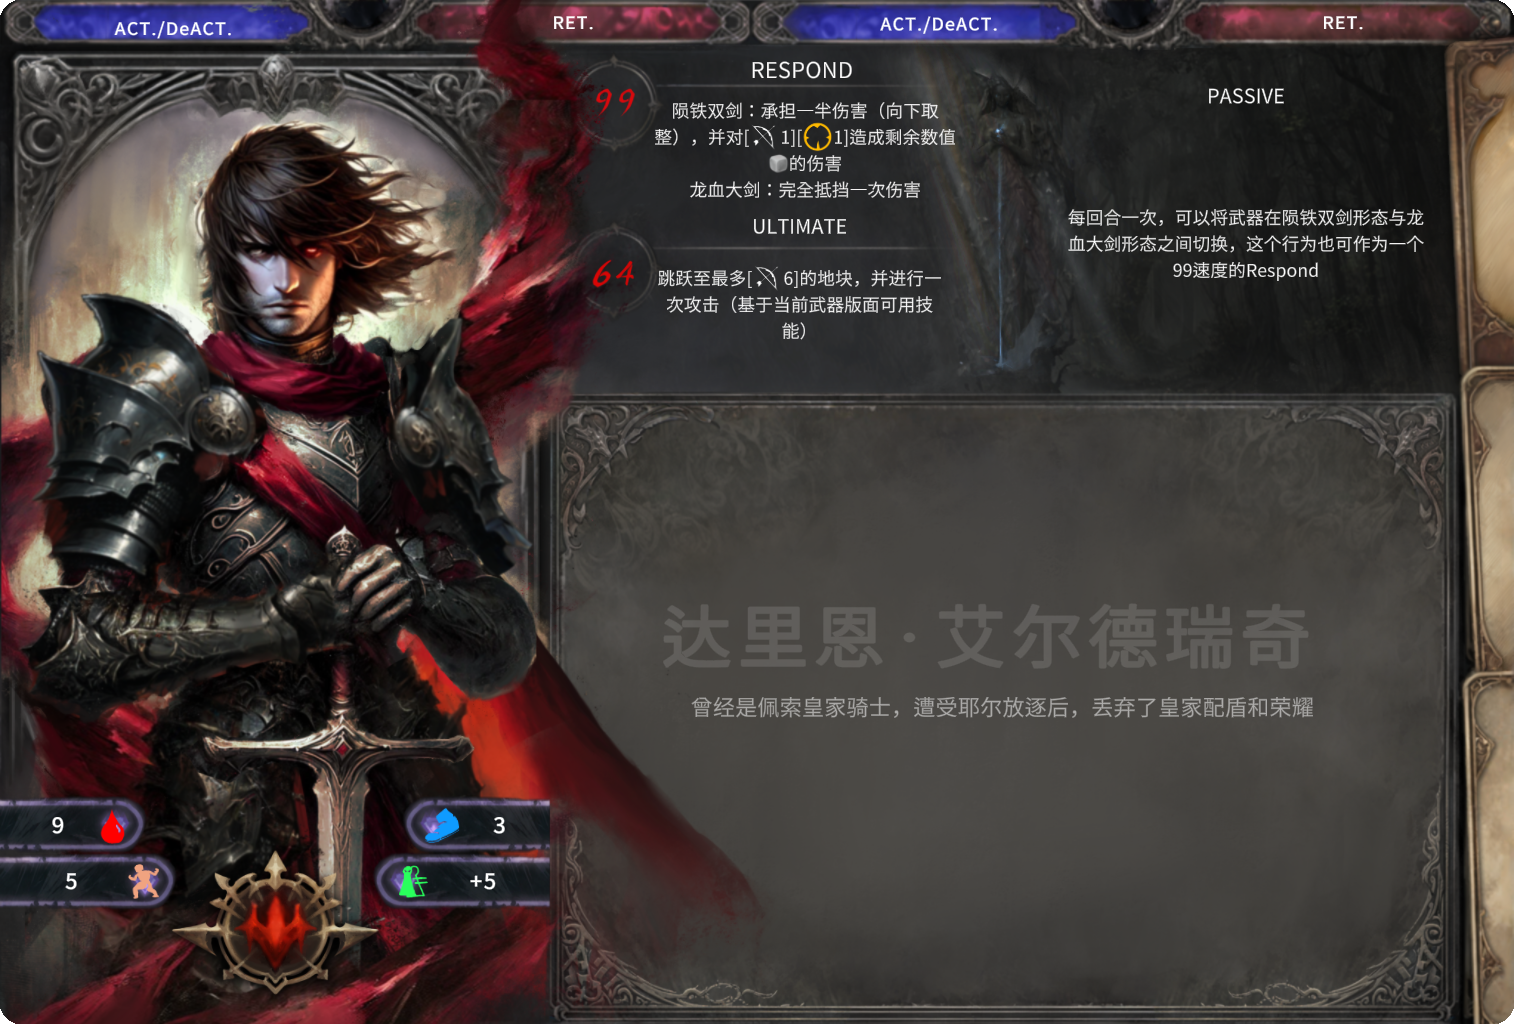 ACT./DeACT.
RET.
ACT./DeACT.
RET.
RESPOND
99
陨铁双剑：承担一半伤害（向下取
整），并对[ 1][ 1]造成剩余数值
的伤害
龙血大剑：完全抵挡一次伤害
ULTIMATE
64
跳跃至最多[ 6]的地块，并进行一
次攻击（基于当前武器版面可用技
能）
PASSIVE
每回合一次，可以将武器在陨铁双剑形态与龙
血大剑形态之间切换，这个行为也可作为一个
99速度的Respond
达里恩·艾尔德瑞奇
曾经是佩索皇家骑士，遭受耶尔放逐后，丢弃了皇家配盾和荣耀
9
3
5
+5